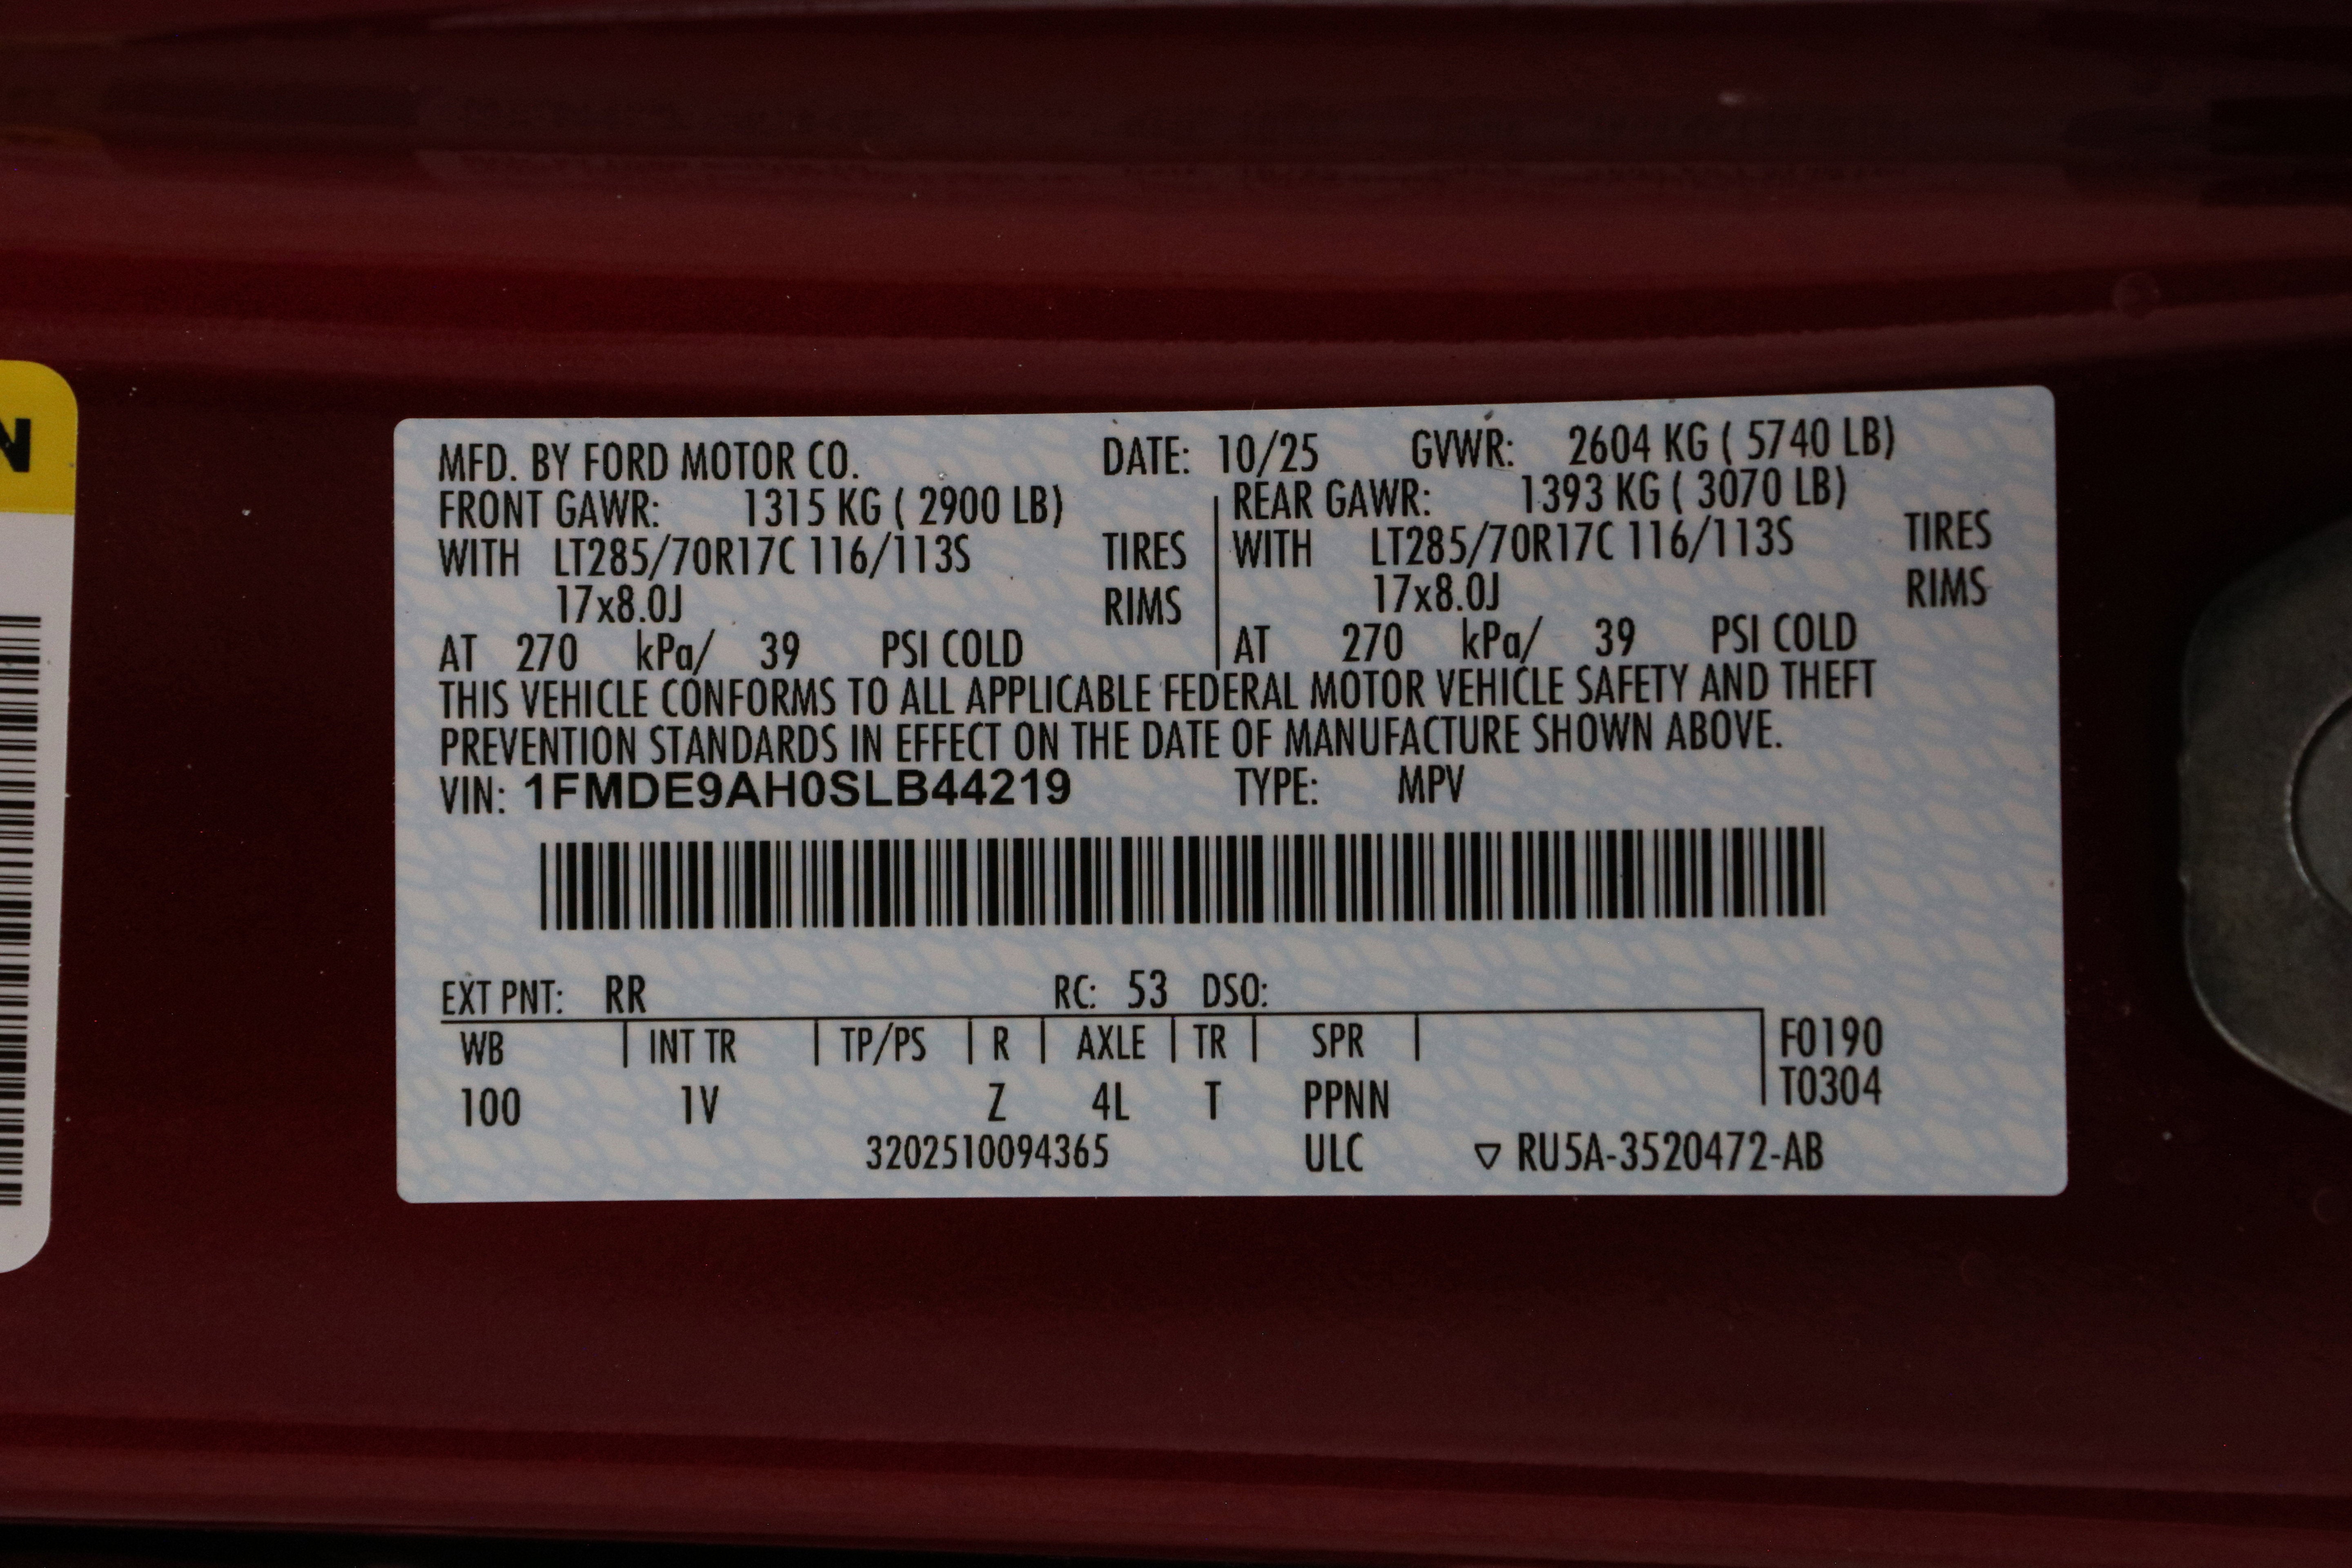 N
MFD. BY FORD MOTOR CO. DATE: 10/25 GVWR: 2604 KG ( 5740 LB)
FRONT GAWR: 1315 KG ( 2900 LB) REAR GAWR: 1393 KG ( 3070 LB)
WITH LT285/70R17C 116/113S TIRES WITH LT285/70R17C 116/113S TIRES
17x8.0J RIMS 17x8.0J RIMS
AT 270 kPa/ 39 PSI COLD AT 270 kPa/ 39 PSI COLD
THIS VEHICLE CONFORMS TO ALL APPLICABLE FEDERAL MOTOR VEHICLE SAFETY AND THEFT
PREVENTION STANDARDS IN EFFECT ON THE DATE OF MANUFACTURE SHOWN ABOVE.
VIN: 1FMDE9AH0SLB44219 TYPE: MPV
EXT PNT: RR RC: 53 DSO:
WB INT TR TP/PS R AXLE TR SPR F0190
100 1V Z 4L T PPNN T0304
3202510094365 ULC ▽ RU5A-3520472-AB